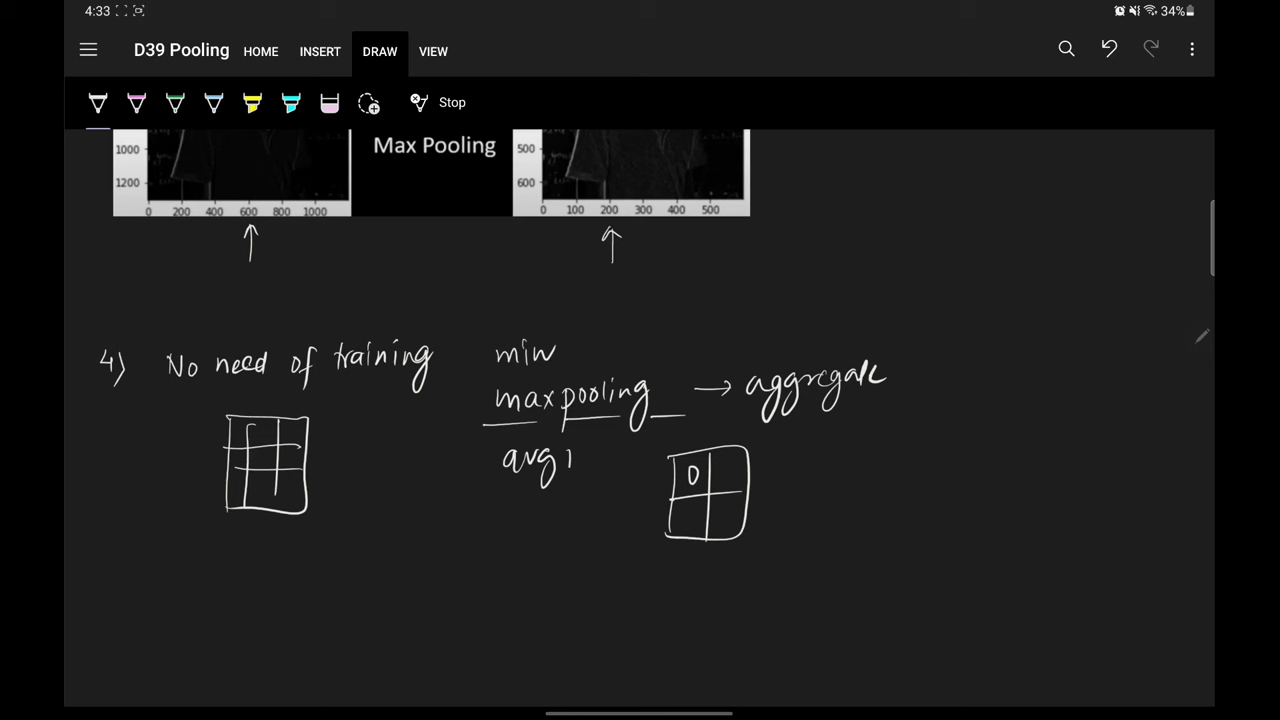 4:33 34%
D39 Pooling HOME INSERT DRAW VIEW
Stop
1000 Max Pooling 500
1200 600
0 200 400 600 800 1000 0 100 200 300 400 500
4) No need of training min
maxpooling → aggregate
avg
0